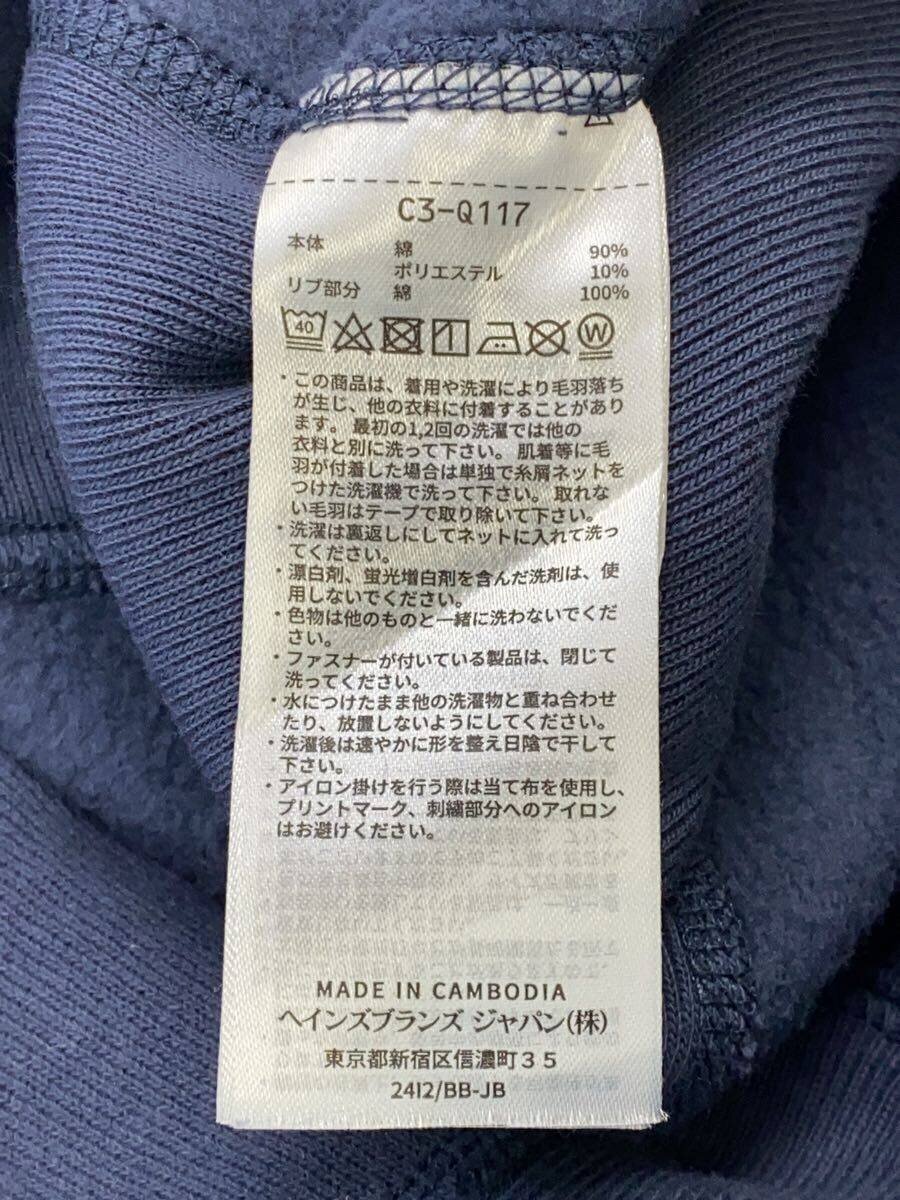 C3-Q117
本体 綿 90%
ポリエステル 10%
リブ部分 綿 100%
40 W
・この商品は、着用や洗濯により毛羽落ち
が生じ、他の衣料に付着することがあり
ます。 最初の1,2回の洗濯では他の
衣料と別に洗って下さい。 肌着等に毛
羽が付着した場合は単独で糸屑ネットを
つけた洗濯機で洗って下さい。 取れな
い毛羽はテープで取り除いて下さい。
・洗濯は裏返しにしてネットに入れて洗っ
てください。
・漂白剤、蛍光増白剤を含んだ洗剤は、使
用しないでください。
・色物は他のものと一緒に洗わないでくだ
さい。
・ファスナーが付いている製品は、閉じて
洗ってください。
・水につけたまま他の洗濯物と重ね合わせ
たり、放置しないようにしてください。
・洗濯後は速やかに形を整え日陰で干して
下さい。
・アイロン掛けを行う際は当て布を使用し、
プリントマーク、刺繍部分へのアイロン
はお避けください。
MADE IN CAMBODIA
ヘインズブランズ ジャパン(株)
東京都新宿区信濃町３５
2412/BB-JB